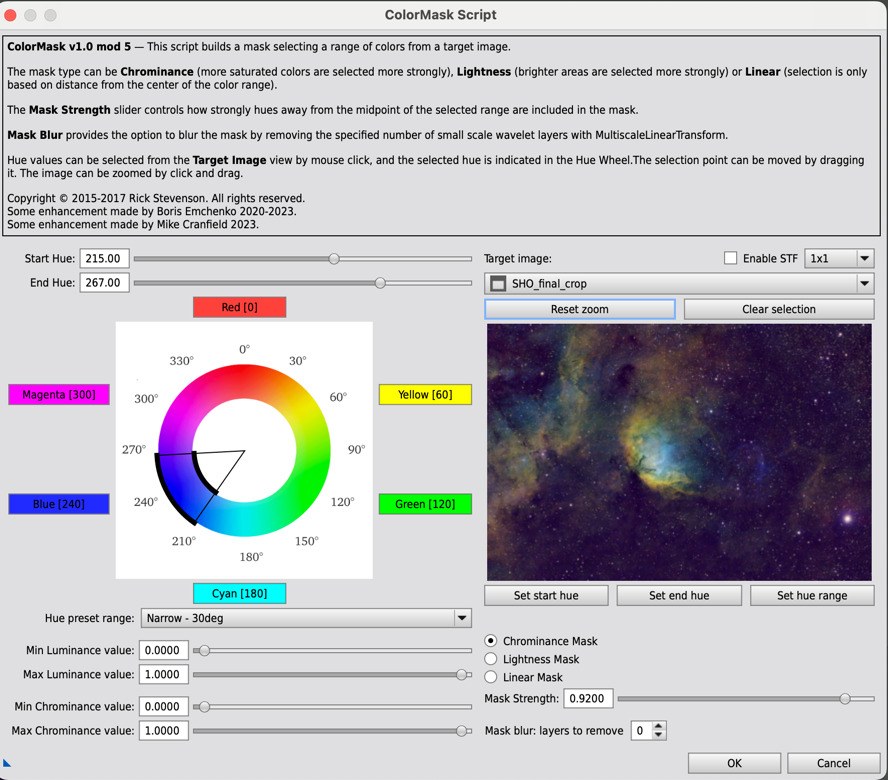 ColorMask Script
ColorMask v1.0 mod 5 — This script builds a mask selecting a range of colors from a target image.
The mask type can be Chrominance (more saturated colors are selected more strongly), Lightness (brighter areas are selected more strongly) or Linear (selection is only
based on distance from the center of the color range).
The Mask Strength slider controls how strongly hues away from the midpoint of the selected range are included in the mask.
Mask Blur provides the option to blur the mask by removing the specified number of small scale wavelet layers with MultiscaleLinearTransform.
Hue values can be selected from the Target Image view by mouse click, and the selected hue is indicated in the Hue Wheel.The selection point can be moved by dragging
it. The image can be zoomed by click and drag.
Copyright © 2015-2017 Rick Stevenson. All rights reserved.
Some enhancement made by Boris Emchenko 2020-2023.
Some enhancement made by Mike Cranfield 2023.
Start Hue: 215.00
End Hue: 267.00
Red [0]
Magenta [300]
Yellow [60]
Blue [240]
Green [120]
Cyan [180]
0°
30°
60°
90°
120°
150°
180°
210°
240°
270°
300°
330°
Hue preset range: Narrow - 30deg
Min Luminance value: 0.0000
Max Luminance value: 1.0000
Min Chrominance value: 0.0000
Max Chrominance value: 1.0000
Target image: Enable STF 1x1
SHO_final_crop
Reset zoom Clear selection
Set start hue Set end hue Set hue range
Chrominance Mask
Lightness Mask
Linear Mask
Mask Strength: 0.9200
Mask blur: layers to remove 0
OK Cancel